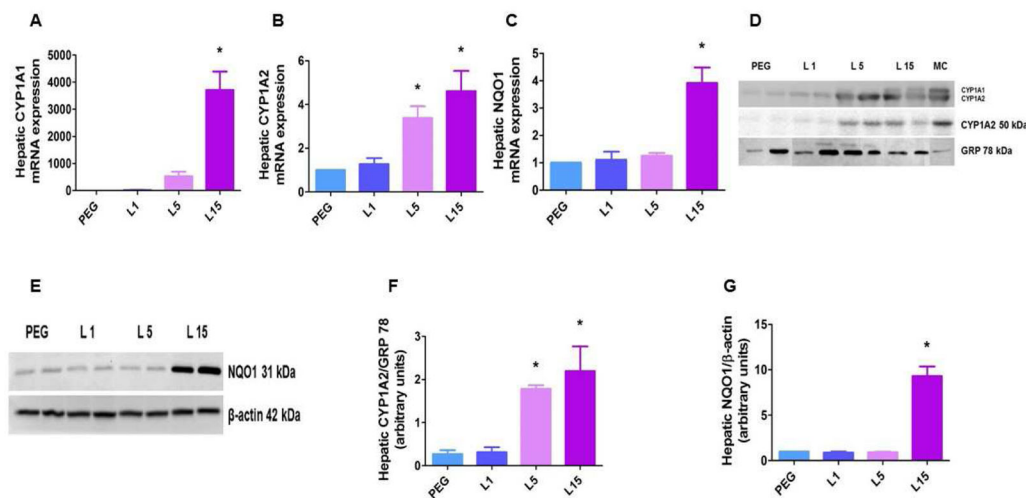 A
Hepatic CYP1A1
mRNA expression
5000
4000
3000
2000
1000
0
*
PEG
L1
L5
L15
B
Hepatic CYP1A2
mRNA expression
6
4
2
0
*
*
PEG
L1
L5
L15
C
Hepatic NQO1
mRNA expression
5
4
3
2
1
0
*
PEG
L1
L5
L15
D
PEG L 1 L 5 L 15 MC
CYP1A1
CYP1A2
CYP1A2 50 kDa
GRP 78 kDa
E
PEG L 1 L 5 L 15
NQO1 31 kDa
β-actin 42 kDa
F
Hepatic CYP1A2/GRP 78
(arbitrary units)
3
2
1
0
*
*
PEG
L1
L5
L15
G
Hepatic NQO1/β-actin
(arbitrary units)
15
10
5
0
*
PEG
L1
L5
L15